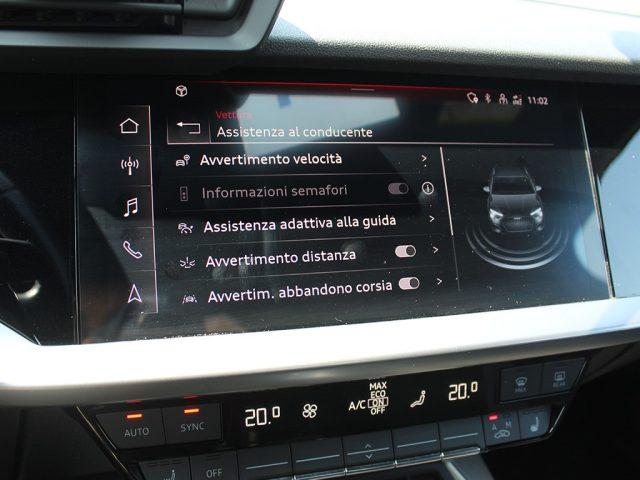 11:02
Vettura
Assistenza al conducente
Avvertimento velocità
Informazioni semafori
Assistenza adattiva alla guida
Avvertimento distanza
Avvertim. abbandono corsia
MAX
ECO
A/C ON
OFF
20.0
20.0
AUTO
SYNC
OFF
A M
MAX
REAR